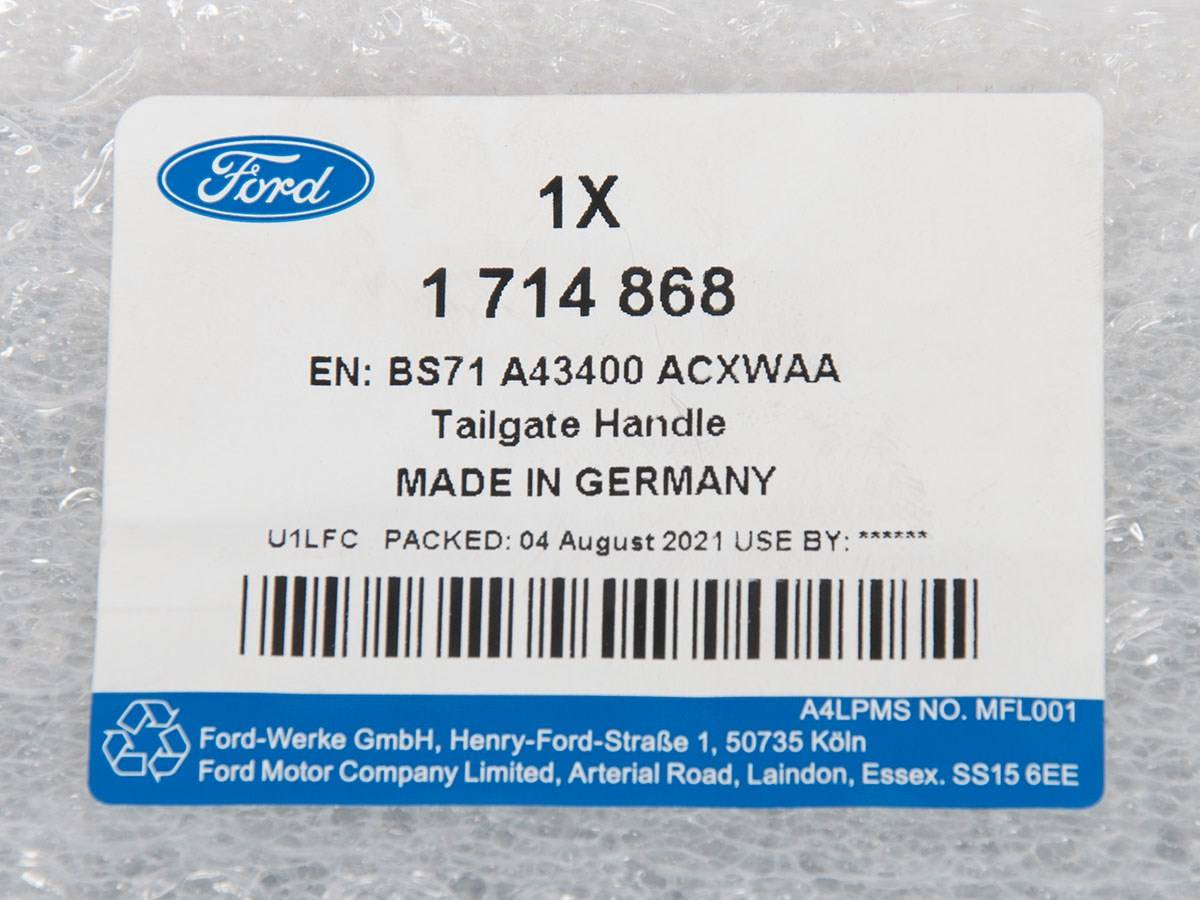 Ford
1X
1 714 868
EN: BS71 A43400 ACXWAA
Tailgate Handle
MADE IN GERMANY
U1LFC PACKED: 04 August 2021 USE BY: ******
A4LPMS NO. MFL001
Ford-Werke GmbH, Henry-Ford-Straße 1, 50735 Köln
Ford Motor Company Limited, Arterial Road, Laindon, Essex. SS15 6EE